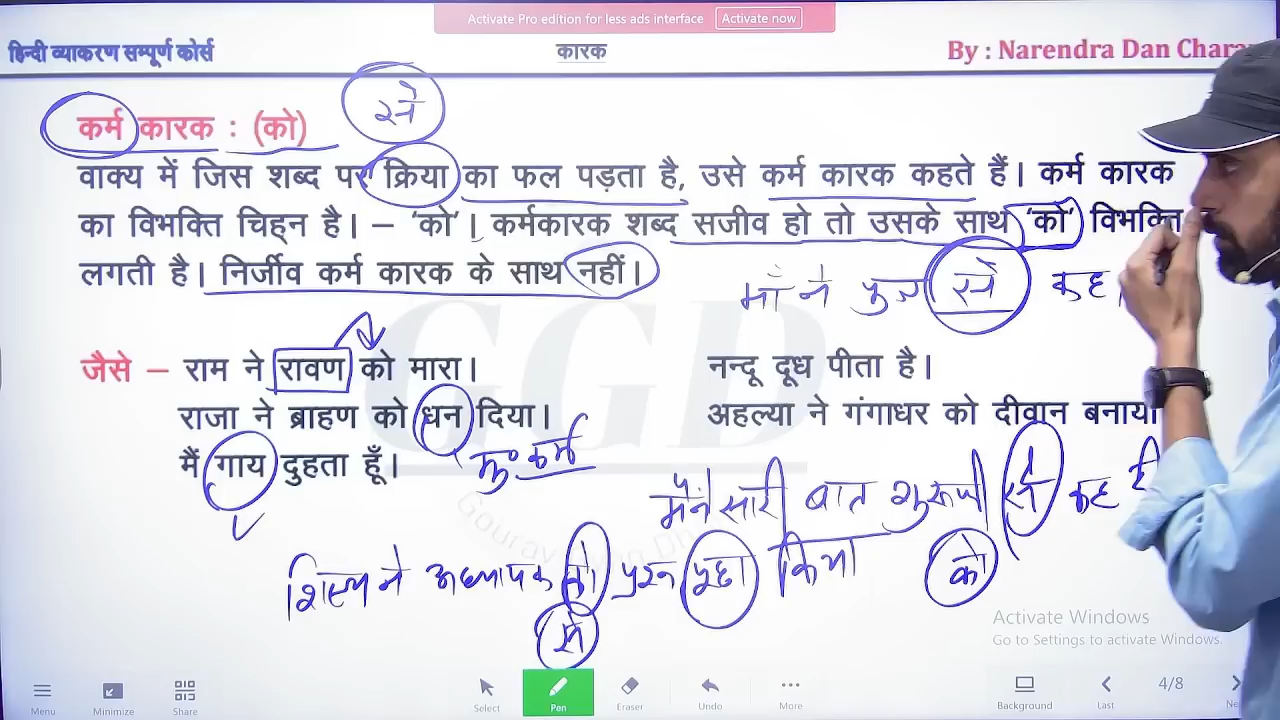 Activate Pro edition for less ads interface Activate now
हिन्दी व्याकरण सम्पूर्ण कोर्स कारक By : Narendra Dan Chara
कर्म कारक : (को) से
वाक्य में जिस शब्द पर क्रिया का फल पड़ता है, उसे कर्म कारक कहते हैं। कर्म कारक
का विभक्ति चिह्न है। – ‘को’। कर्मकारक शब्द सजीव हो तो उसके साथ ‘को’ विभक्ति
लगती है। निर्जीव कर्म कारक के साथ नहीं।
माँ ने पुत्र से कहा
जैसे – राम ने रावण को मारा। नन्दू दूध पीता है।
राजा ने ब्राहण को धन दिया। अहल्या ने गंगाधर को दीवान बनाया
मैं गाय दुहता हूँ। मु॰ कर्म
मैंने सारी बात गुरूजी से कह दी
शिष्य ने अध्यापक को प्रश्न पूछा किया को
से
GGD
Activate Windows
Go to Settings to activate Windows.
Menu Minimize Share Select Pen Eraser Undo More Background Last 4/8